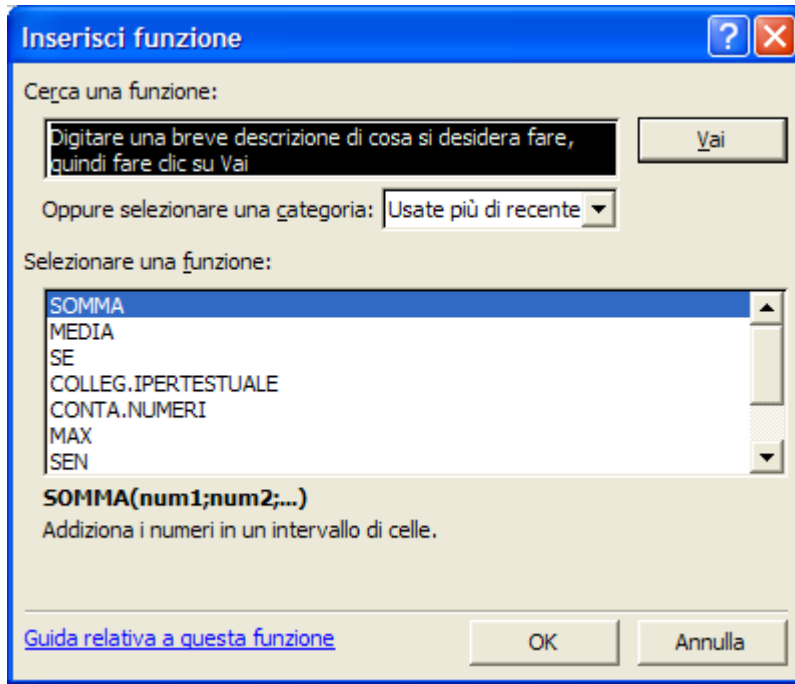 Inserisci funzione
Cerca una funzione:
Digitare una breve descrizione di cosa si desidera fare,
quindi fare clic su Vai
Vai
Oppure selezionare una categoria: Usate più di recente
Selezionare una funzione:
SOMMA
MEDIA
SE
COLLEG.IPERTESTUALE
CONTA.NUMERI
MAX
SEN
SOMMA(num1;num2;...)
Addiziona i numeri in un intervallo di celle.
Guida relativa a questa funzione
OK
Annulla